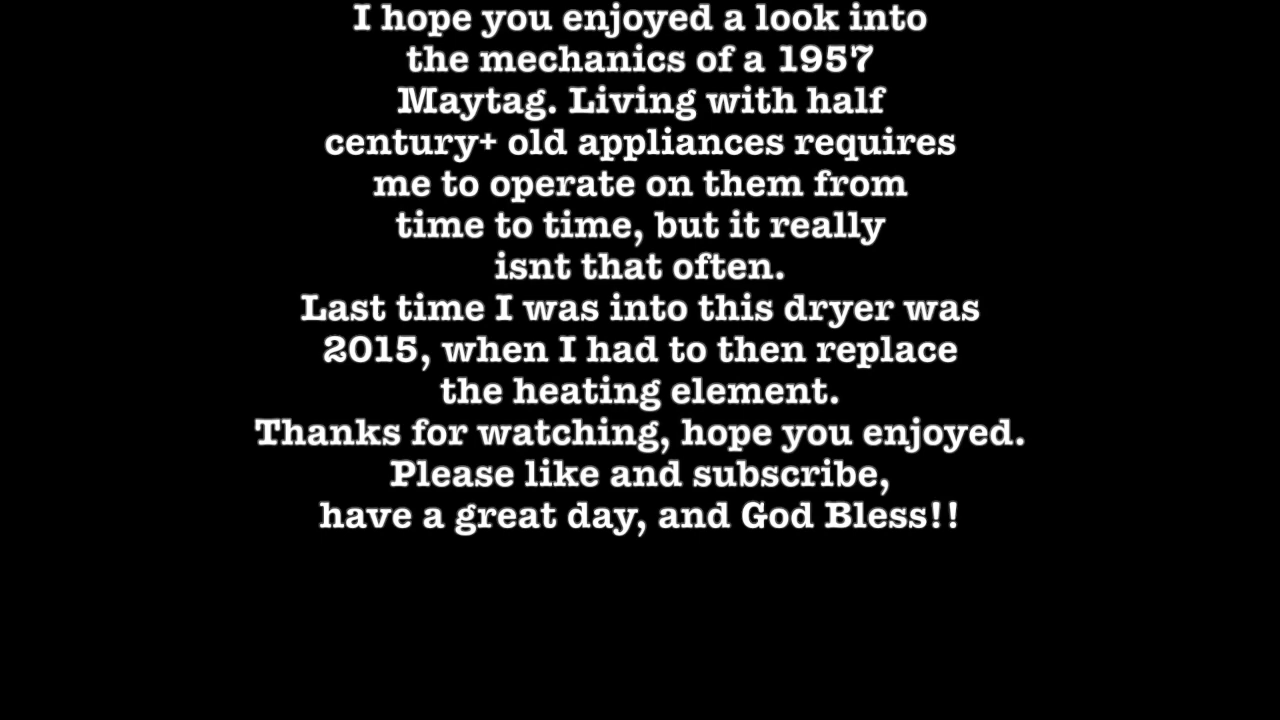 I hope you enjoyed a look into
the mechanics of a 1957
Maytag. Living with half
century+ old appliances requires
me to operate on them from
time to time, but it really
isnt that often.
Last time I was into this dryer was
2015, when I had to then replace
the heating element.
Thanks for watching, hope you enjoyed.
Please like and subscribe,
have a great day, and God Bless!!